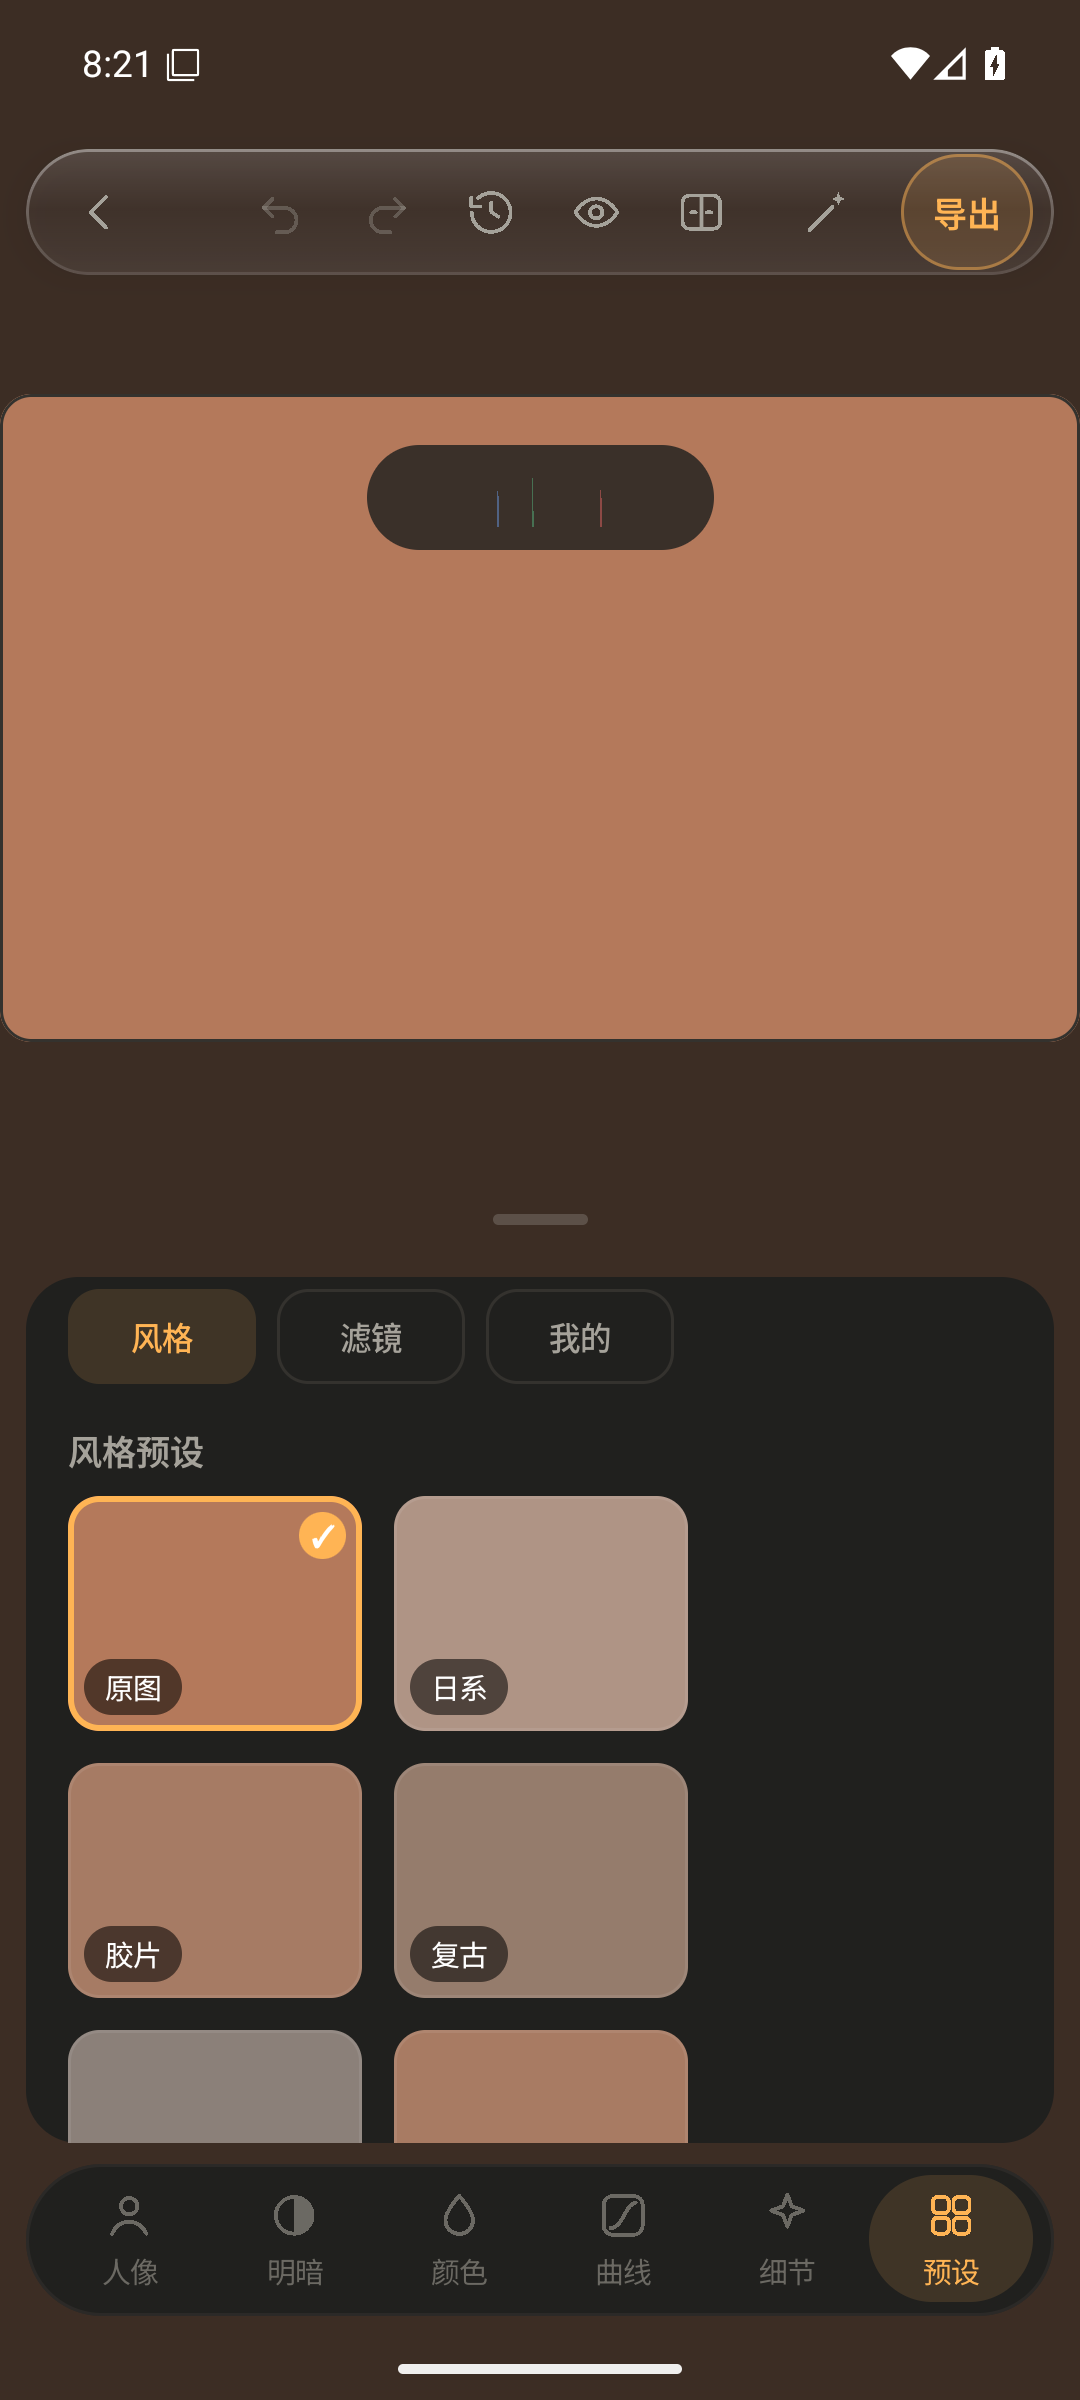 8:21
导出
风格 滤镜 我的
风格预设
原图 日系
胶片 复古
人像 明暗 颜色 曲线 细节 预设